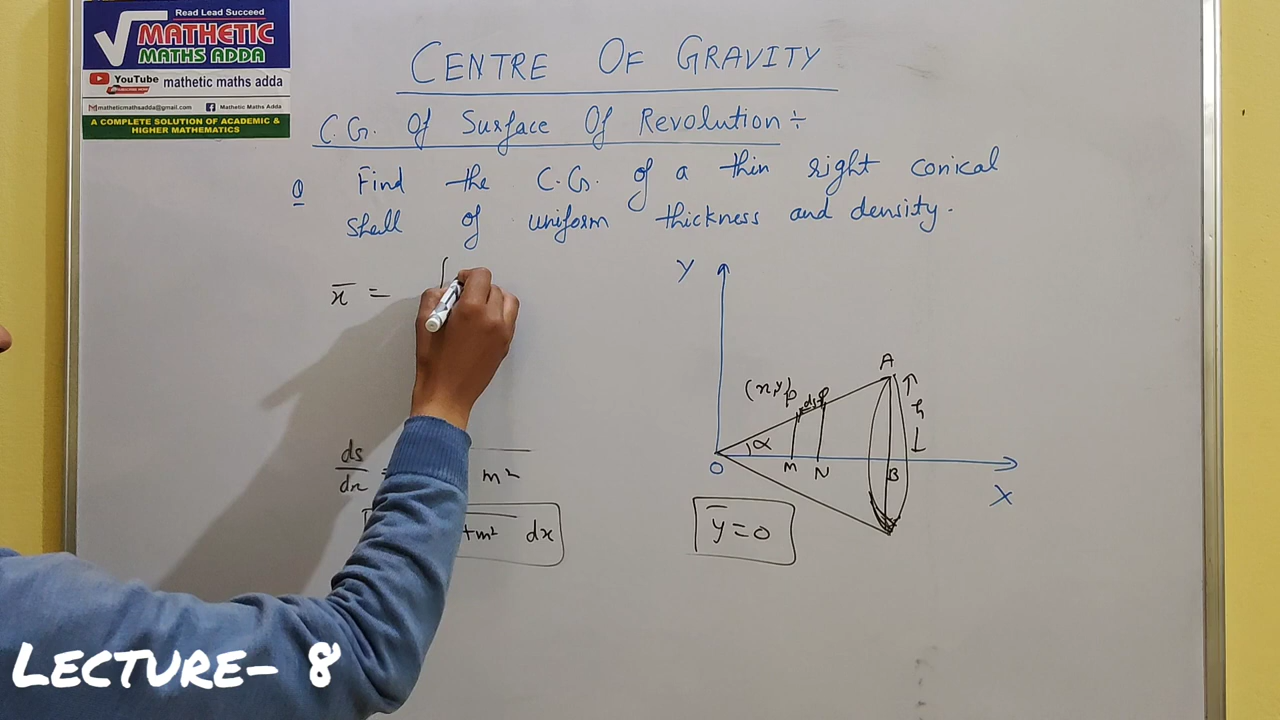 Read Lead Succeed
MATHETIC
MATHS ADDA
YouTube mathetic maths adda
matheticmathsadda@gmail.com Mathetic Maths Adda
A COMPLETE SOLUTION OF ACADEMIC &
HIGHER MATHEMATICS
CENTRE OF GRAVITY
C.G. Of Surface Of Revolution÷
Q Find the C.G. of a thin right conical
shell of uniform thickness and density.
x̄ = ∫
ds/dx = m²
+m² dx
Y
A
(x,y) P ds Q
h
α
O M N B
X
ȳ=0
LECTURE- 8